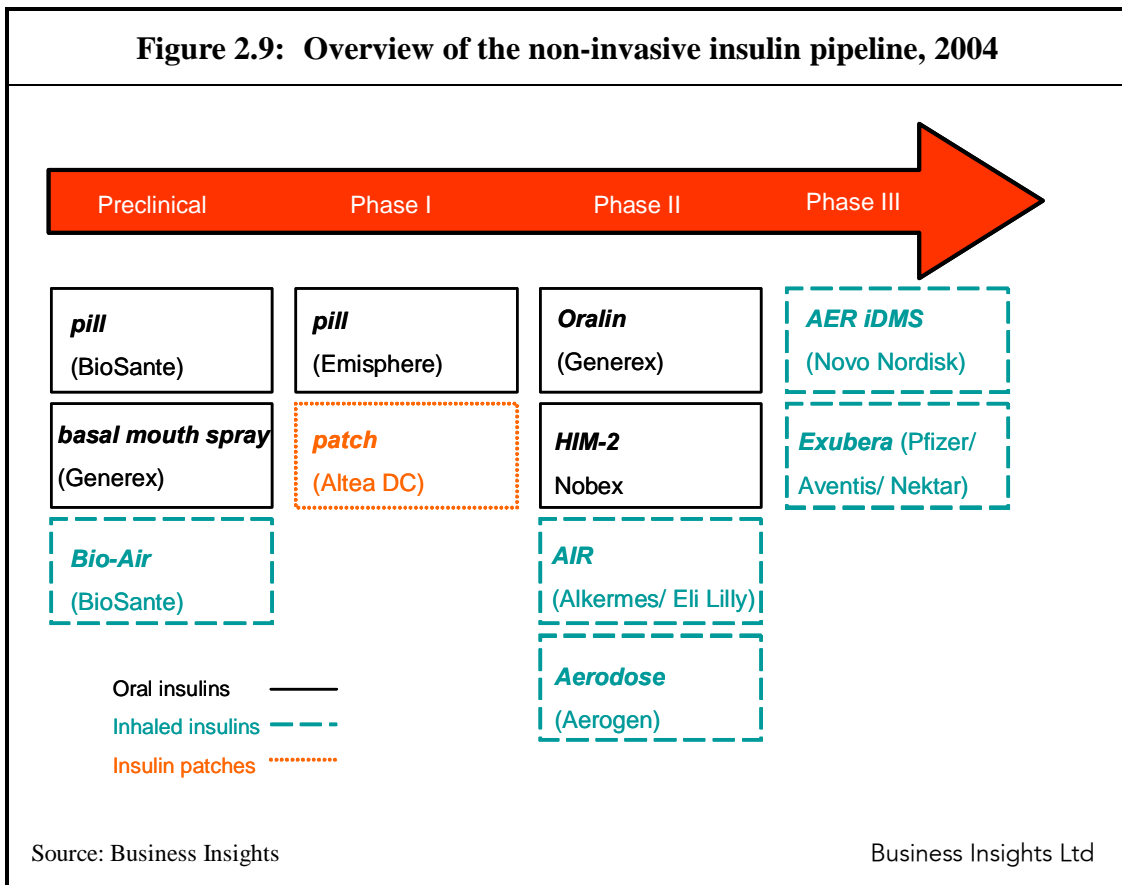 Figure 2.9: Overview of the non-invasive insulin pipeline, 2004
Preclinical
Phase I
Phase II
Phase III
pill
(BioSante)
basal mouth spray
(Generex)
Bio-Air
(BioSante)
pill
(Emisphere)
patch
(Altea DC)
Oralin
(Generex)
HIM-2
Nobex
AIR
(Alkermes/ Eli Lilly)
Aerodose
(Aerogen)
AER iDMS
(Novo Nordisk)
Exubera (Pfizer/
Aventis/ Nektar)
Oral insulins
Inhaled insulins
Insulin patches
Source: Business Insights
Business Insights Ltd